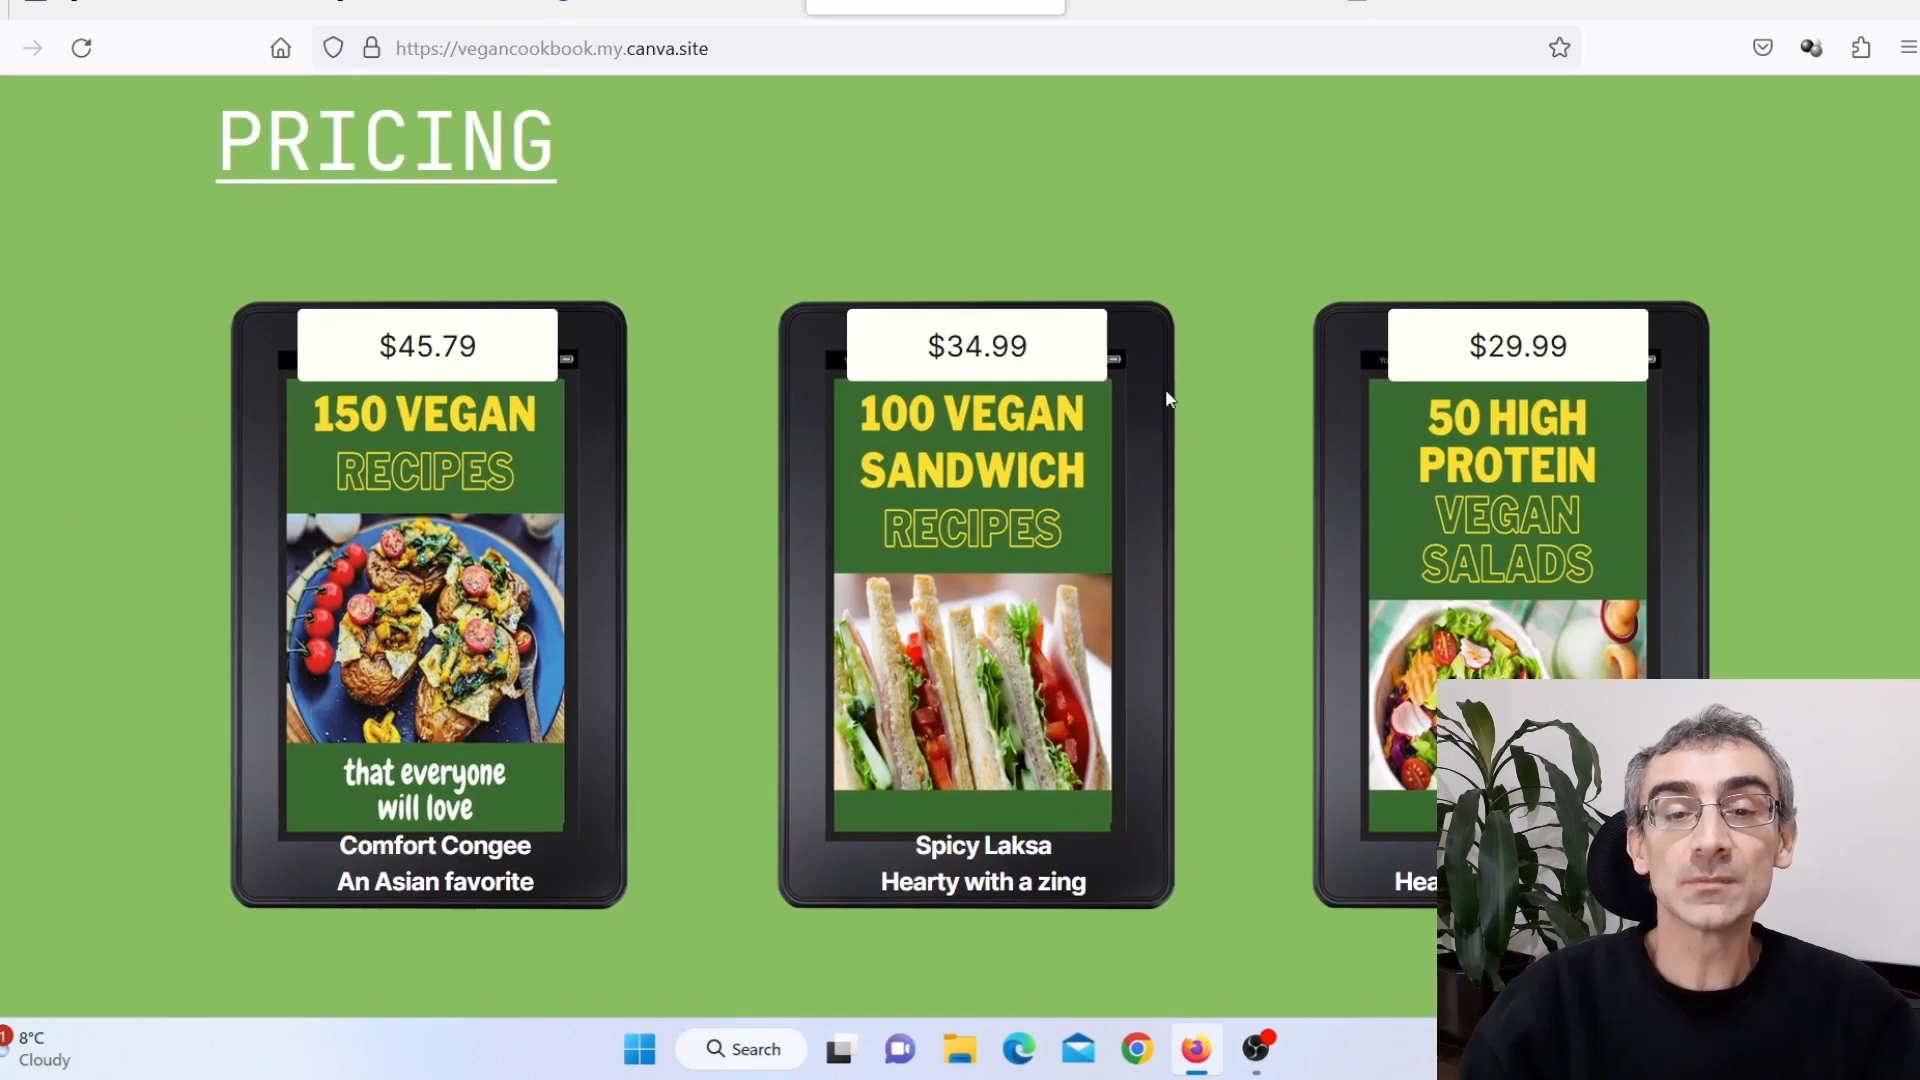 https://vegancookbook.my.canva.site
PRICING
$45.79
150 VEGAN
RECIPES
that everyone
will love
Comfort Congee
An Asian favorite
$34.99
100 VEGAN
SANDWICH
RECIPES
Spicy Laksa
Hearty with a zing
$29.99
50 HIGH
PROTEIN
VEGAN
SALADS
Hea
1
8°C
Cloudy
Search